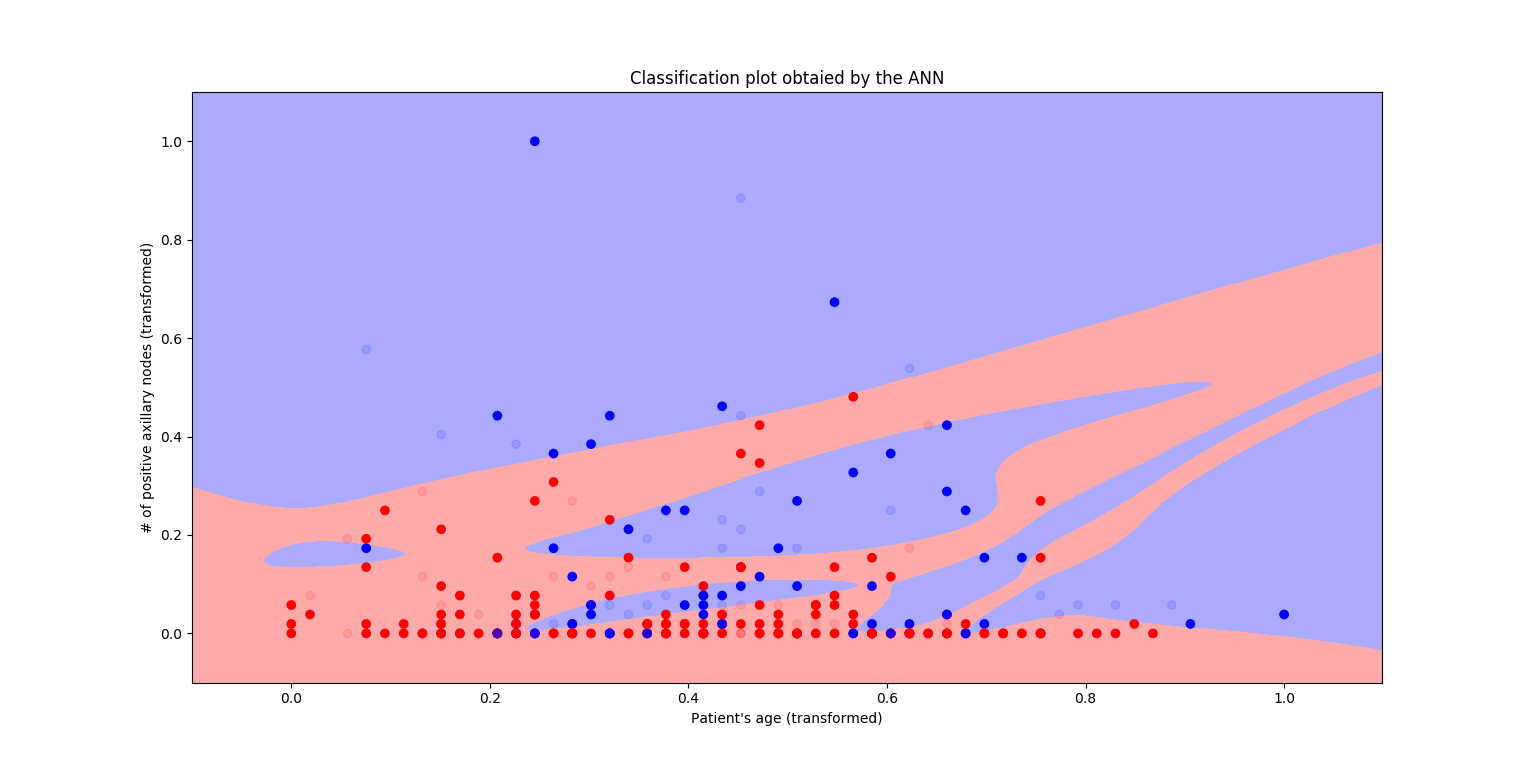 Classification plot obtaied by the ANN
1.0
0.8
0.6
0.4
0.2
0.0
# of positive axillary nodes (transformed)
0.0 0.2 0.4 0.6 0.8 1.0
Patient's age (transformed)